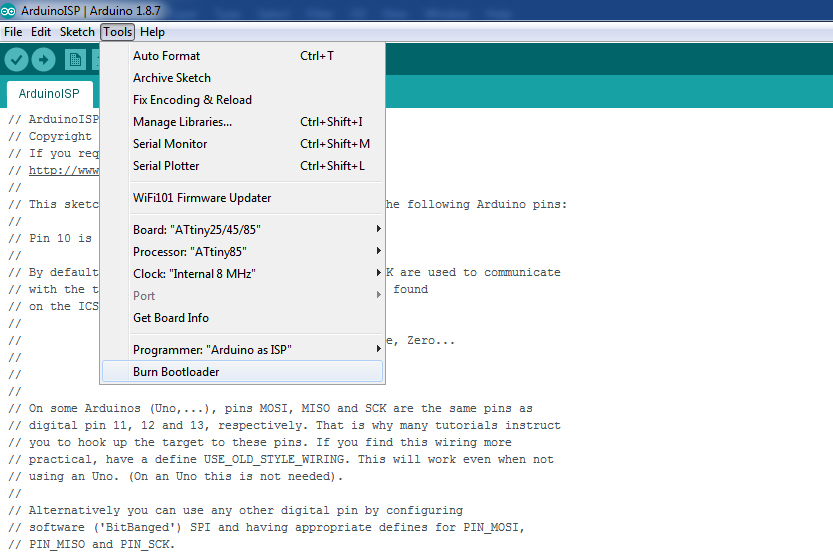 ArduinoISP | Arduino 1.8.7
File Edit Sketch Tools Help
ArduinoISP
Auto Format Ctrl+T
Archive Sketch
Fix Encoding & Reload
Manage Libraries... Ctrl+Shift+I
Serial Monitor Ctrl+Shift+M
Serial Plotter Ctrl+Shift+L
WiFi101 Firmware Updater
Board: "ATtiny25/45/85"
Processor: "ATtiny85"
Clock: "Internal 8 MHz"
Port
Get Board Info
Programmer: "Arduino as ISP"
Burn Bootloader
// ArduinoISP
// Copyright
// If you req
// http://www
//
// This sketc he following Arduino pins:
//
// Pin 10 is
//
// By default K are used to communicate
// with the t found
// on the ICS
//
// e, Zero...
//
//
//
// On some Arduinos (Uno,...), pins MOSI, MISO and SCK are the same pins as
// digital pin 11, 12 and 13, respectively. That is why many tutorials instruct
// you to hook up the target to these pins. If you find this wiring more
// practical, have a define USE_OLD_STYLE_WIRING. This will work even when not
// using an Uno. (On an Uno this is not needed).
//
// Alternatively you can use any other digital pin by configuring
// software ('BitBanged') SPI and having appropriate defines for PIN_MOSI,
// PIN_MISO and PIN_SCK.